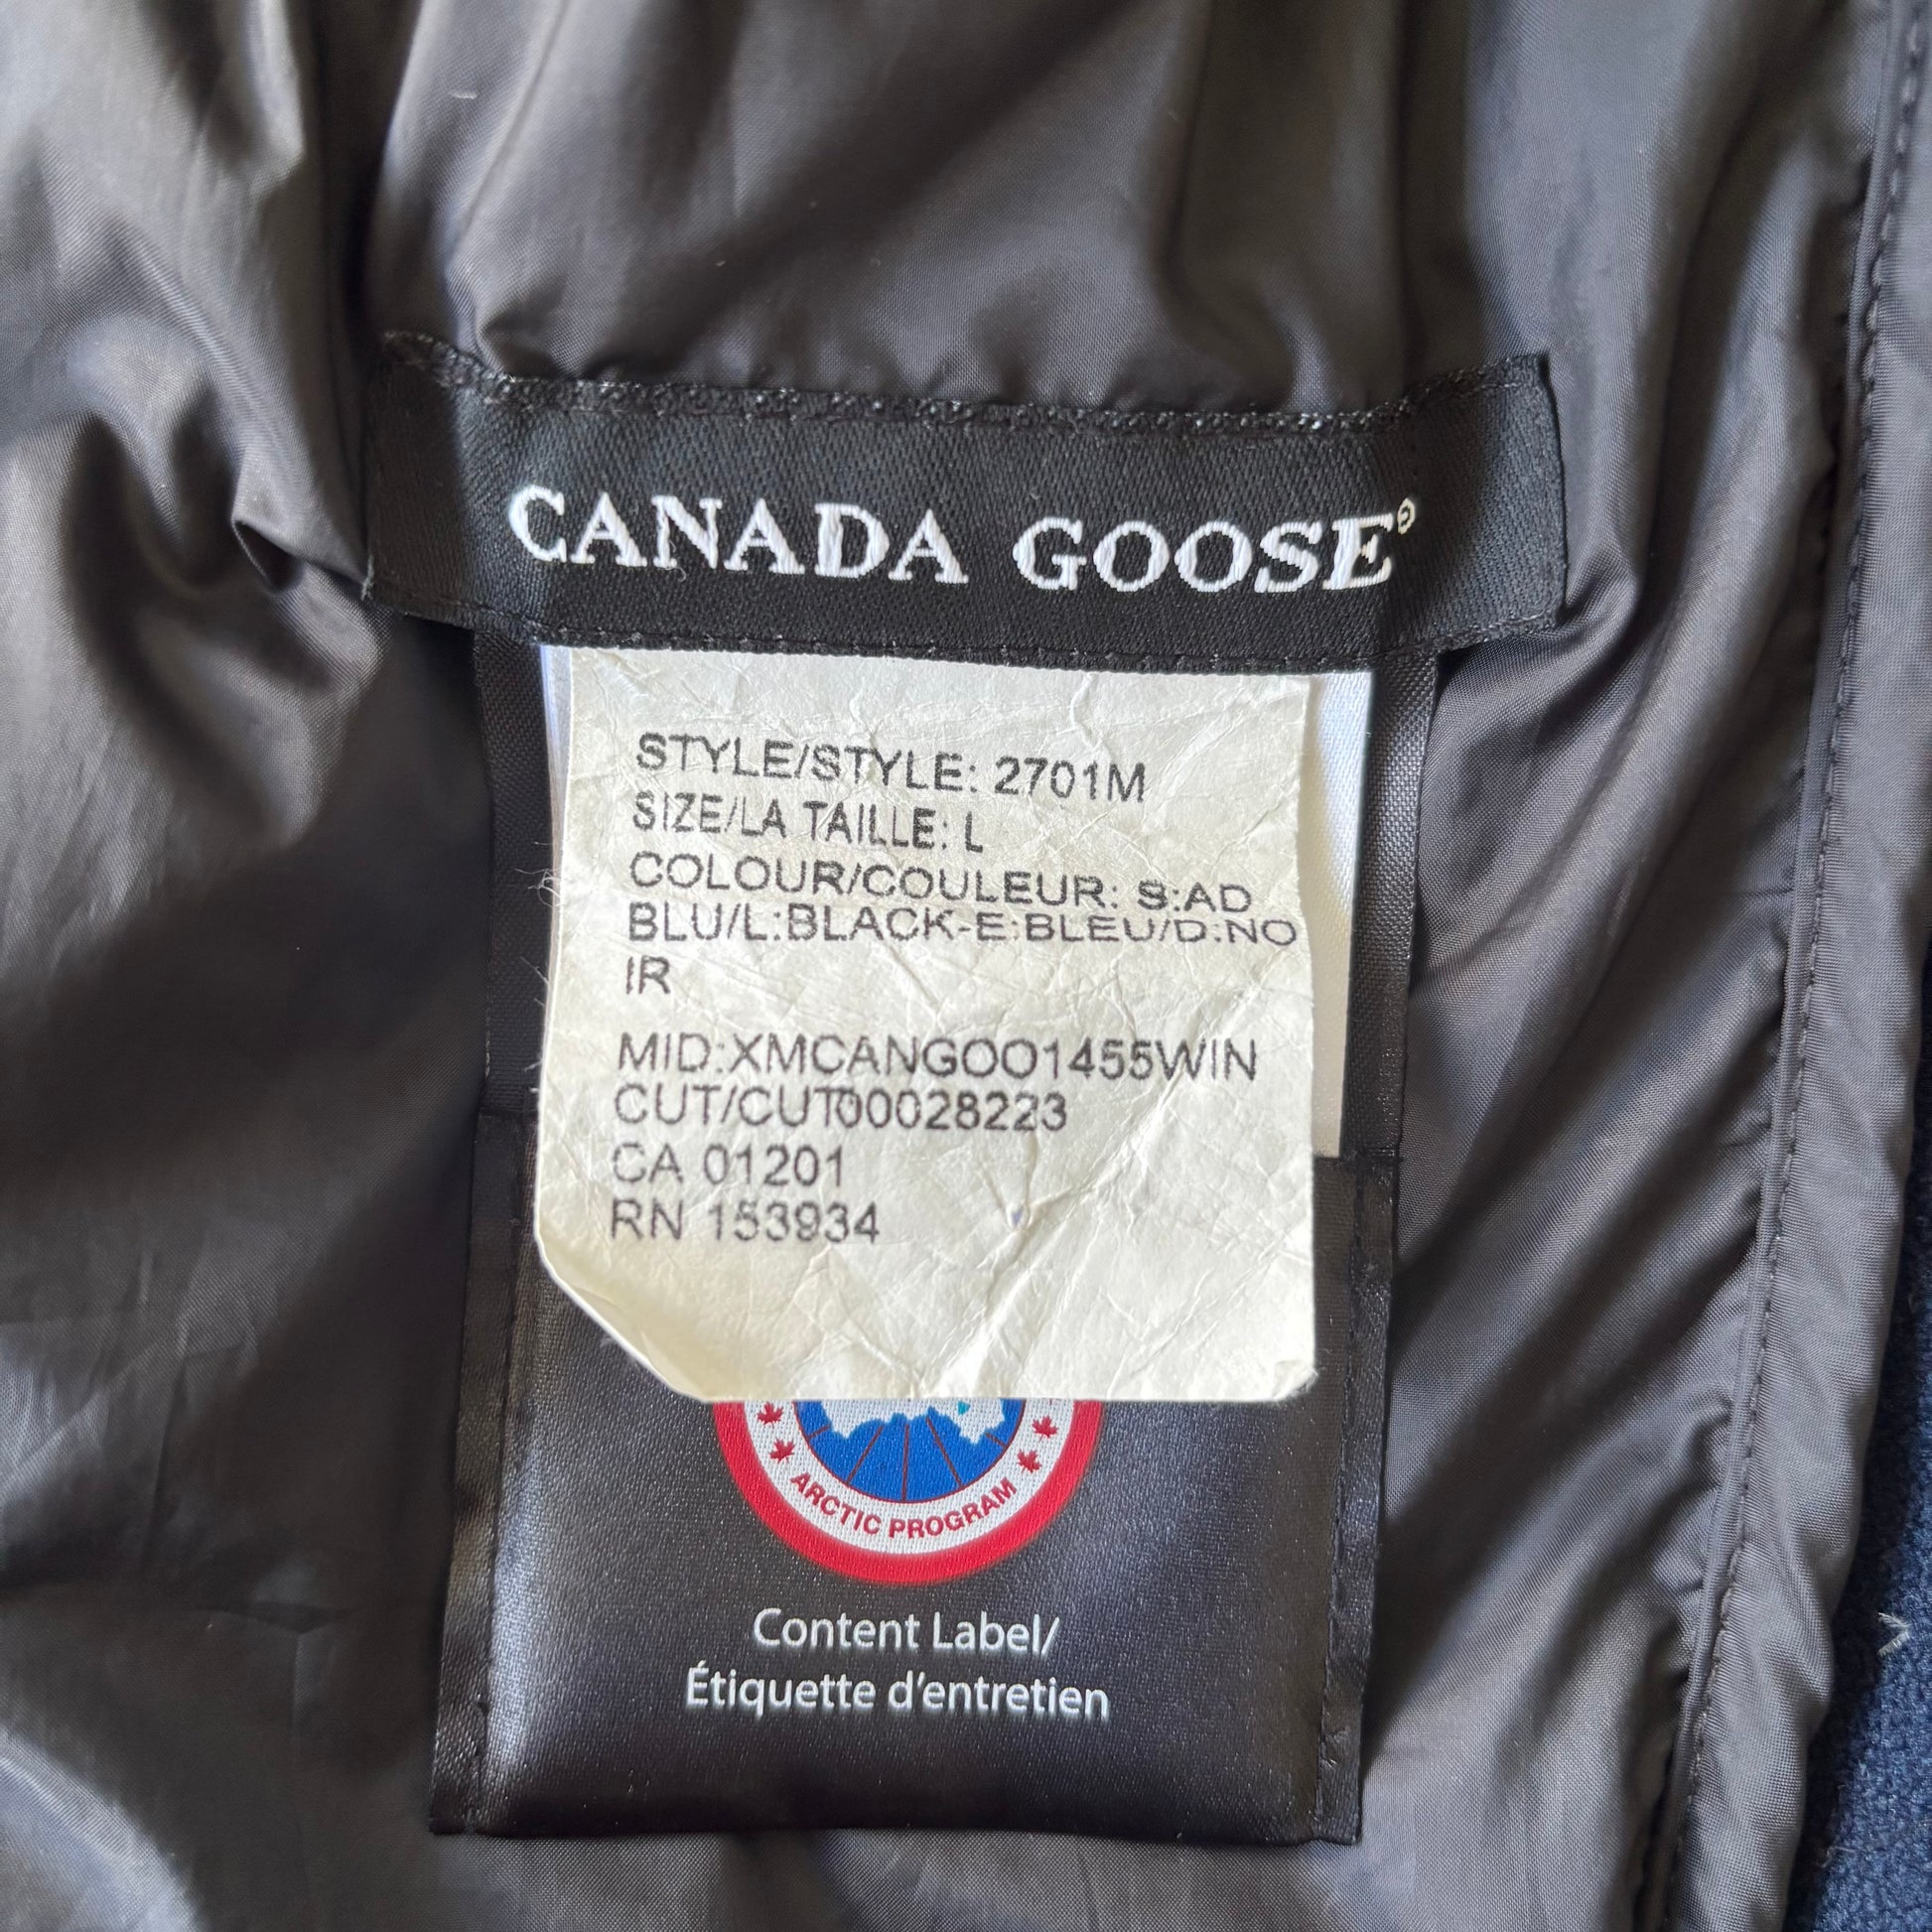 CANADA GOOSE®
STYLE/STYLE: 2701M
SIZE/LA TAILLE: L
COLOUR/COULEUR: S:AD
BLU/L:BLACK-E:BLEU/D:NO
IR
MID:XMCANGOO1455WIN
CUT/CUT00028223
CA 01201
RN 153934
ARCTIC PROGRAM
Content Label/
Étiquette d'entretien